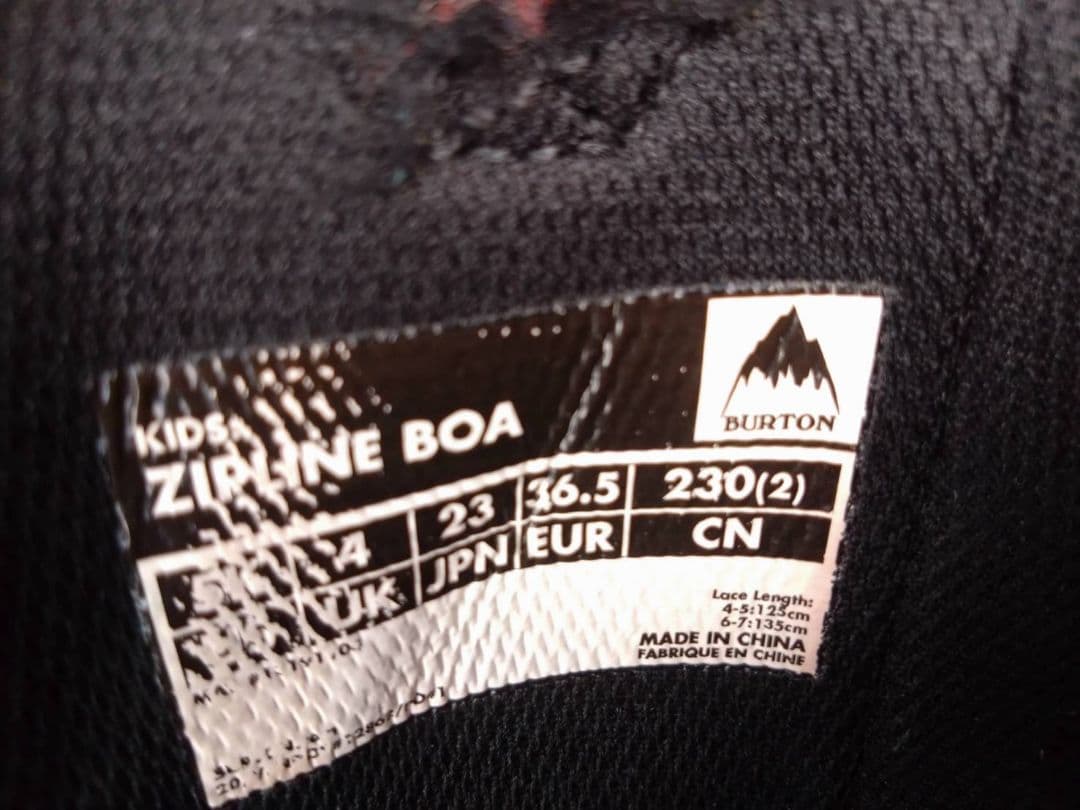 BURTON
KIDS
ZIPLINE BOA
5 4 23 36.5 230(2)
UK JPN EUR CN
Lace Length:
4-5:125cm
6-7:135cm
MADE IN CHINA
FABRIQUE EN CHINE